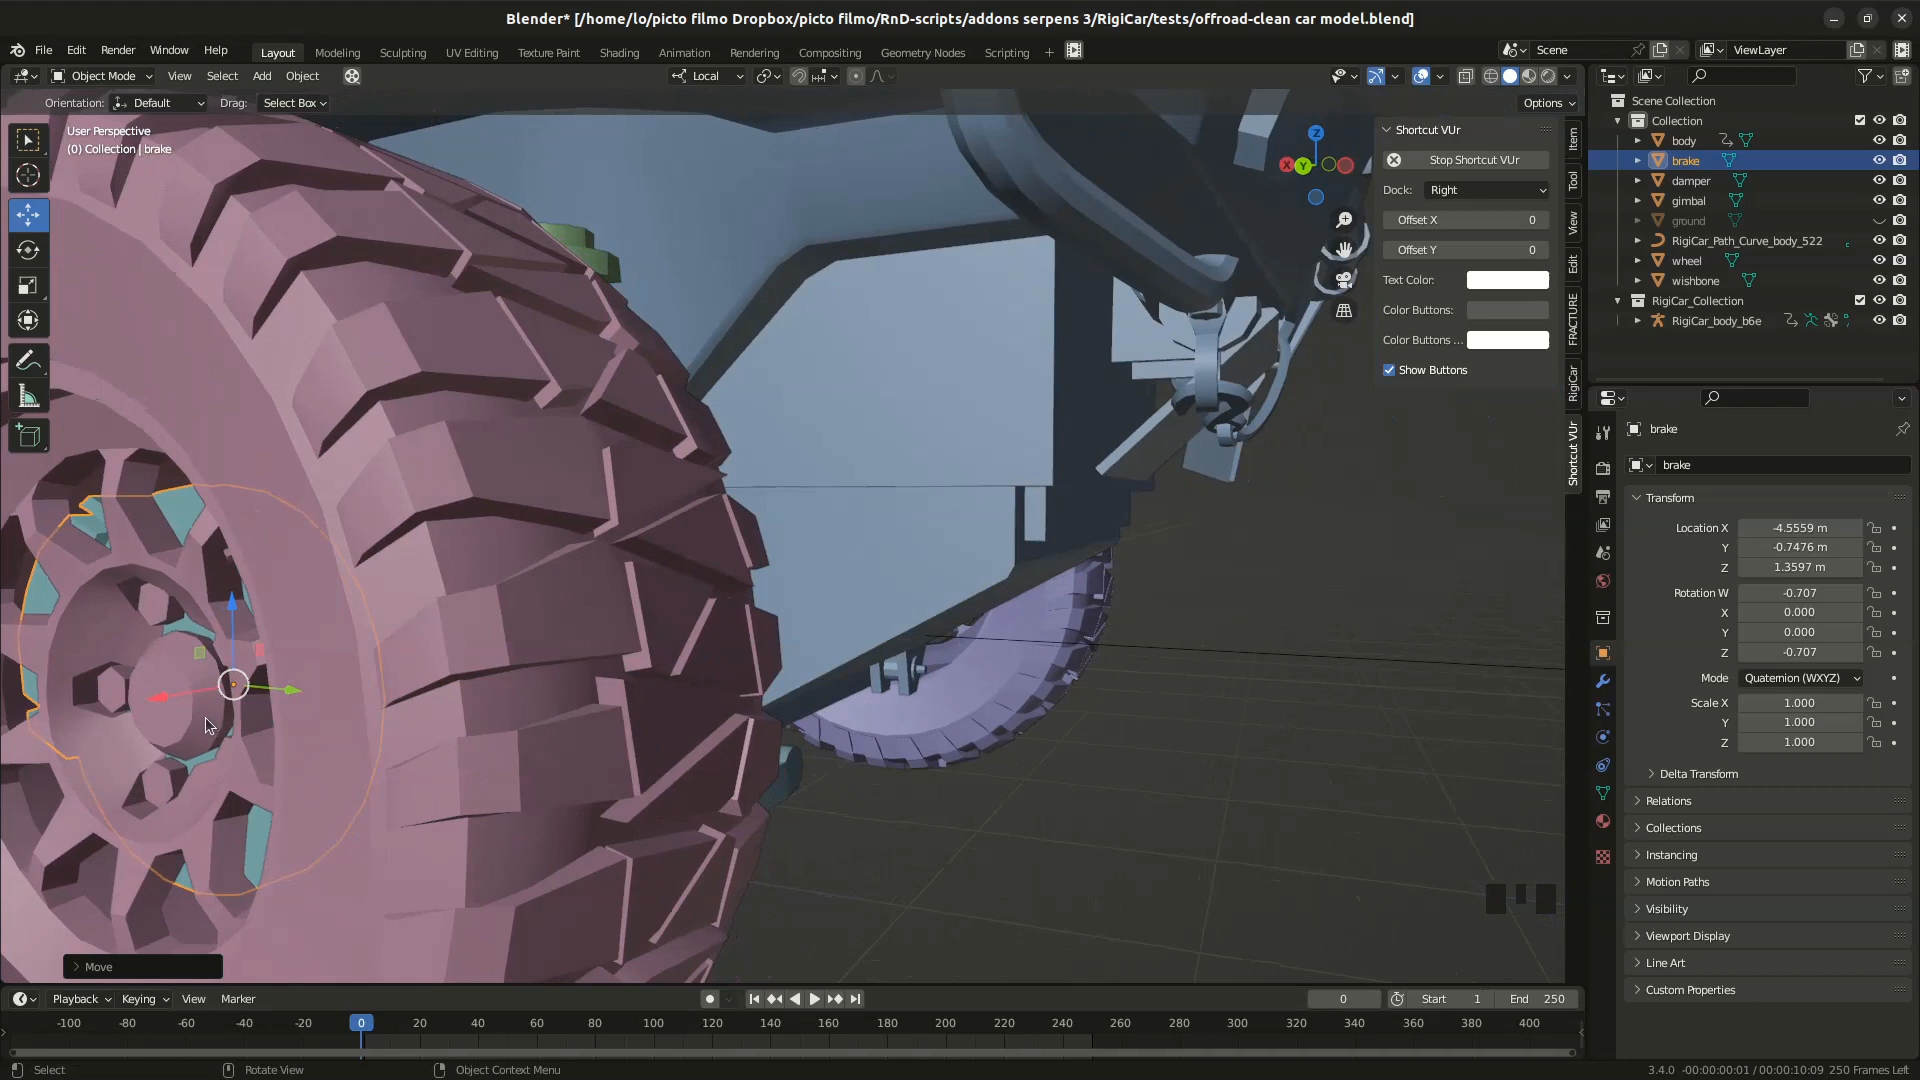 Blender* [/home/lo/picto filmo Dropbox/picto filmo/RnD-scripts/addons serpens 3/RigiCar/tests/offroad-clean car model.blend]
File Edit Render Window Help Layout Modeling Sculpting UV Editing Texture Paint Shading Animation Rendering Compositing Geometry Nodes Scripting + Scene ViewLayer
Object Mode View Select Add Object Local
Orientation: Default Drag: Select Box Options
User Perspective
(0) Collection | brake
Z
X Y
Shortcut VUr
Stop Shortcut VUr
Dock: Right
Offset X 0
Offset Y 0
Text Color:
Color Buttons:
Color Buttons ...
Show Buttons
Item
Tool
View
Edit
FRACTURE
RigiCar
Shortcut VUr
Scene Collection
Collection
body
brake
damper
gimbal
ground
RigiCar_Path_Curve_body_522
wheel
wishbone
RigiCar_Collection
RigiCar_body_b6e
brake
brake
Transform
Location X -4.5559 m
Y -0.7476 m
Z 1.3597 m
Rotation W -0.707
X 0.000
Y 0.000
Z -0.707
Mode Quaternion (WXYZ)
Scale X 1.000
Y 1.000
Z 1.000
Delta Transform
Relations
Collections
Instancing
Motion Paths
Visibility
Viewport Display
Line Art
Custom Properties
Move
Playback Keying View Marker 0 Start 1 End 250
-100 -80 -60 -40 -20 0 20 40 60 80 100 120 140 160 180 200 220 240 260 280 300 320 340 360 380 400
Select Rotate View Object Context Menu 3.4.0 -00:00:00:01 / 00:00:10:09 250 Frames Left